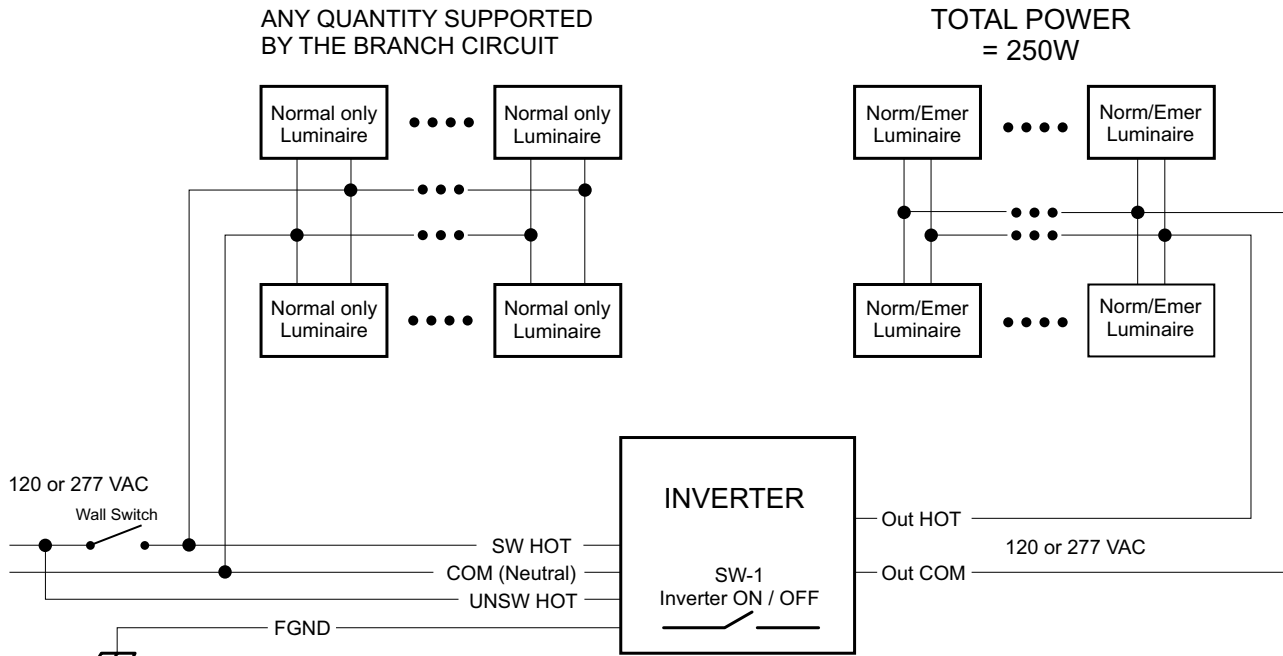 ANY QUANTITY SUPPORTED
BY THE BRANCH CIRCUIT
TOTAL POWER
= 250W
Normal only
Luminaire
Normal only
Luminaire
Norm/Emer
Luminaire
Norm/Emer
Luminaire
Normal only
Luminaire
Normal only
Luminaire
Norm/Emer
Luminaire
Norm/Emer
Luminaire
120 or 277 VAC
Wall Switch
INVERTER
SW HOT
COM (Neutral)
UNSW HOT
FGND
SW-1
Inverter ON / OFF
Out HOT
120 or 277 VAC
Out COM